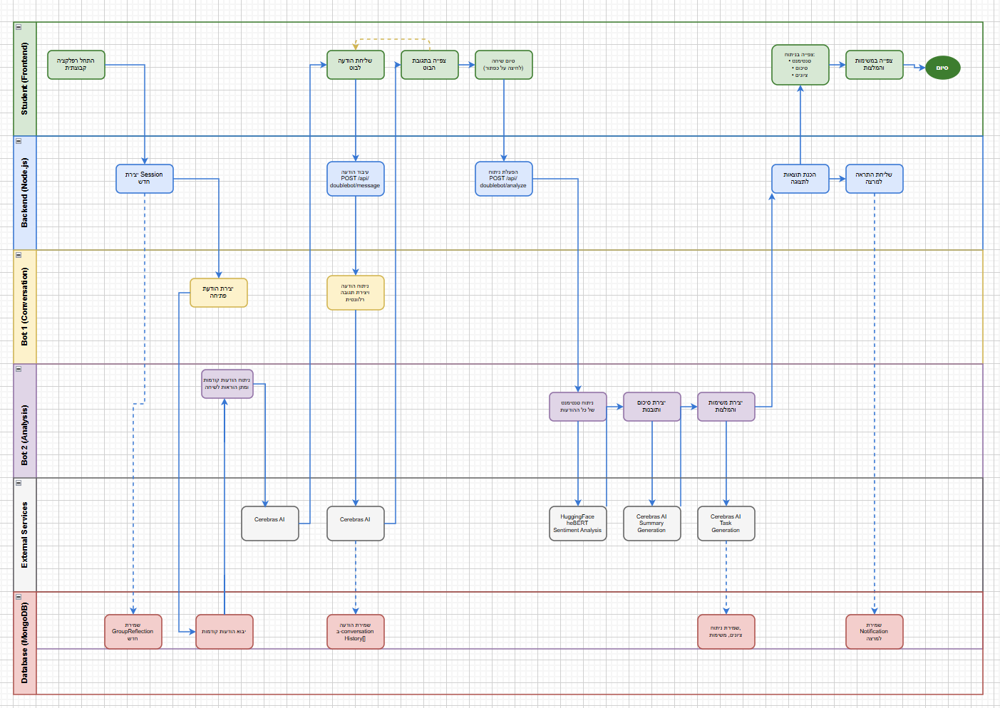 Student (Frontend)
התחל רפלקציה
קבוצתית
שליחת הודעה
לבוט
צפייה בתגובת
הבוט
סיום שיחה
(לחיצה על כפתור)
צפייה בניתוח:
• סנטימנט
• סיכום
• ציונים
צפייה במשימות
והמלצות
סיום
Backend (Node.js)
יצירת Session
חדש
עיבוד הודעה
POST /api/
doublebot/message
הפעלת ניתוח
POST /api/
doublebot/analyze
הכנת תוצאות
לתצוגה
שליחת התראה
למרצה
Bot 1 (Conversation)
יצירת הודעת
פתיחה
ניתוח הודעה
ויצירת תגובה
רלוונטית
Bot 2 (Analysis)
ניתוח הודעות קודמות
ומתן הוראות לשיחה
ניתוח סנטימנט
של כל ההודעות
יצירת סיכום
ותובנות
יצירת משימות
והמלצות
External Services
Cerebras AI
Cerebras AI
HuggingFace
heBERT
Sentiment Analysis
Cerebras AI
Summary
Generation
Cerebras AI
Task
Generation
Database (MongoDB)
שמירת
GroupReflection
חדש
יבוא הודעות קודמות
שמירת הודעה
ב-conversation
History[]
שמירת ניתוח,
ציונים, משימות
שמירת
Notification
למרצה